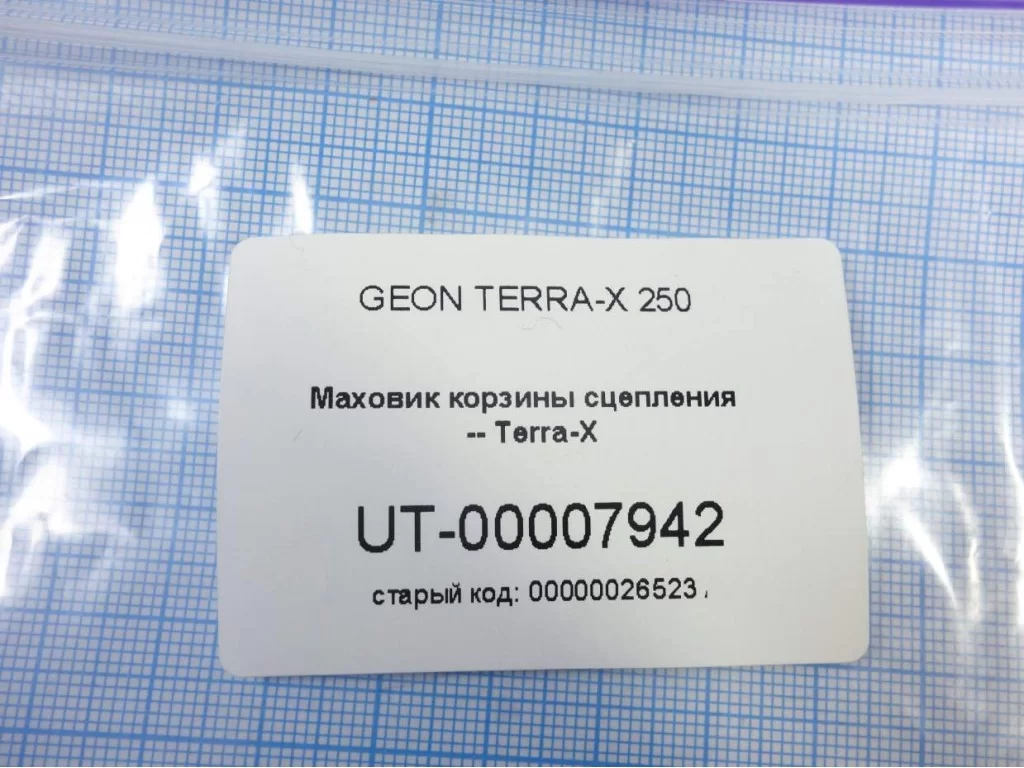 GEON TERRA-X 250
Маховик корзины сцепления
-- Terra-X
UT-00007942
старый код: 00000026523